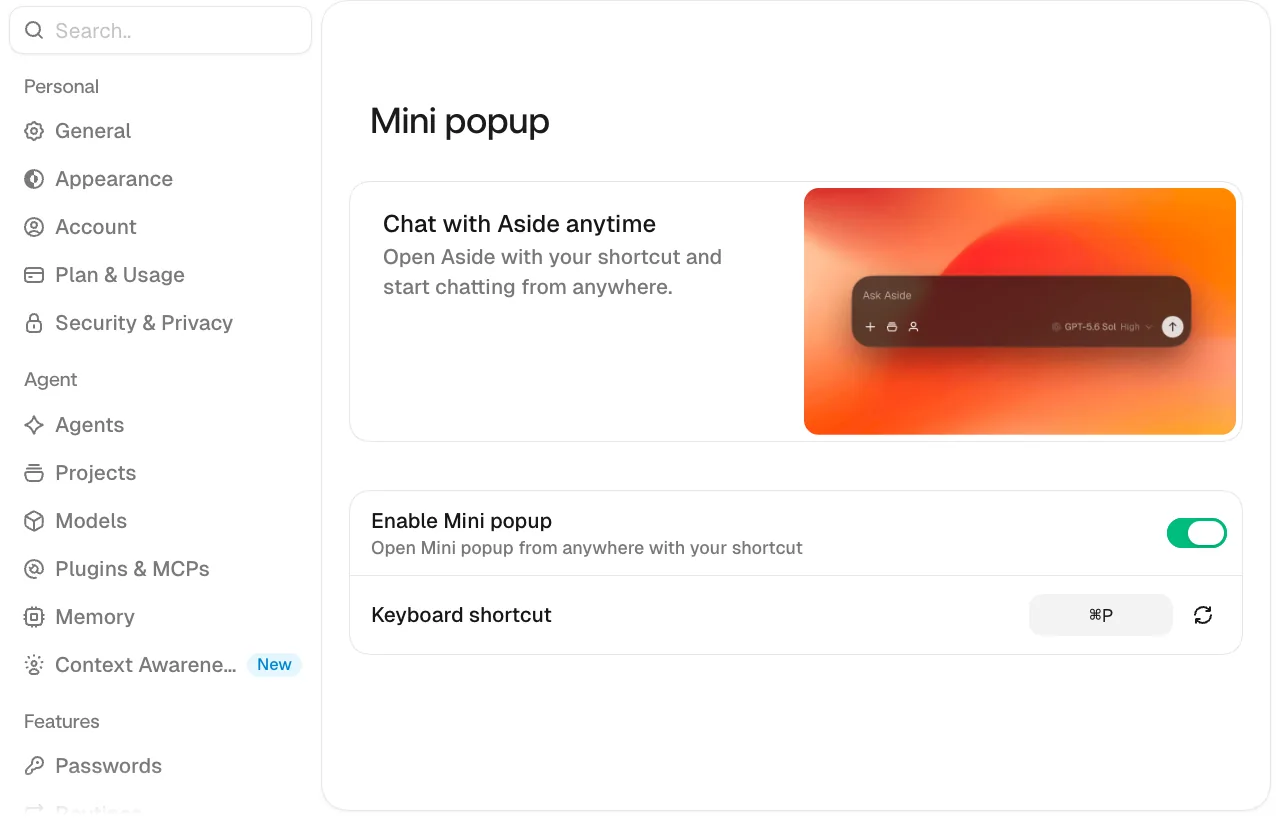 Search..
Personal
General
Appearance
Account
Plan & Usage
Security & Privacy
Agent
Agents
Projects
Models
Plugins & MCPs
Memory
Context Awarene... New
Features
Passwords
Mini popup
Chat with Aside anytime
Open Aside with your shortcut and
start chatting from anywhere.
Ask Aside
GPT-5.6 Sol High
Enable Mini popup
Open Mini popup from anywhere with your shortcut
Keyboard shortcut
⌘P